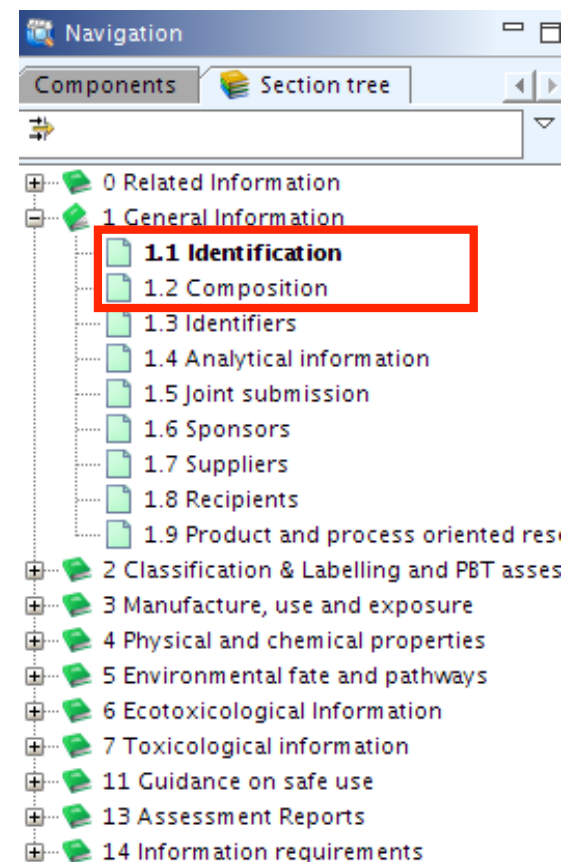 Navigation
Components Section tree
0 Related Information
1 General Information
1.1 Identification
1.2 Composition
1.3 Identifiers
1.4 Analytical information
1.5 Joint submission
1.6 Sponsors
1.7 Suppliers
1.8 Recipients
1.9 Product and process oriented rese
2 Classification & Labelling and PBT asses
3 Manufacture, use and exposure
4 Physical and chemical properties
5 Environmental fate and pathways
6 Ecotoxicological Information
7 Toxicological information
11 Guidance on safe use
13 Assessment Reports
14 Information requirements